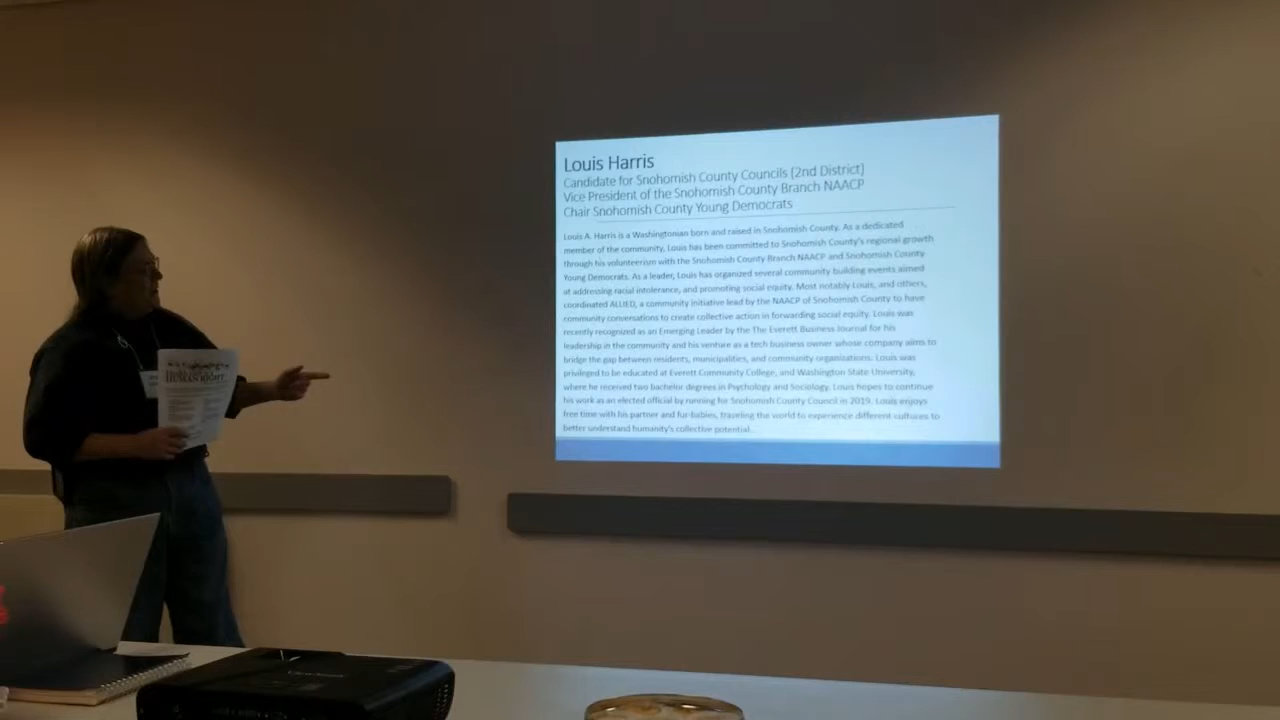 Louis Harris
Candidate for Snohomish County Councils (2nd District)
Vice President of the Snohomish County Branch NAACP
Chair Snohomish County Young Democrats
Louis A. Harris is a Washingtonian born and raised in Snohomish County. As a dedicated
member of the community, Louis has been committed to Snohomish County's regional growth
through his volunteerism with the Snohomish County Branch NAACP and Snohomish County
Young Democrats. As a leader, Louis has organized several community building events aimed
at addressing racial intolerance, and promoting social equity. Most notably Louis, and others,
coordinated ALLIED, a community initiative lead by the NAACP of Snohomish County to have
community conversations to create collective action in forwarding social equity. Louis was
recently recognized as an Emerging Leader by the The Everett Business Journal for his
leadership in the community and his venture as a tech business owner whose company aims to
bridge the gap between residents, municipalities, and community organizations. Louis was
privileged to be educated at Everett Community College, and Washington State University,
where he received two bachelor degrees in Psychology and Sociology. Louis hopes to continue
his work as an elected official by running for Snohomish County Council in 2019. Louis enjoys
free time with his partner and fur-babies, traveling the world to experience different cultures to
better understand humanity's collective potential.
HUMAN RIGHT